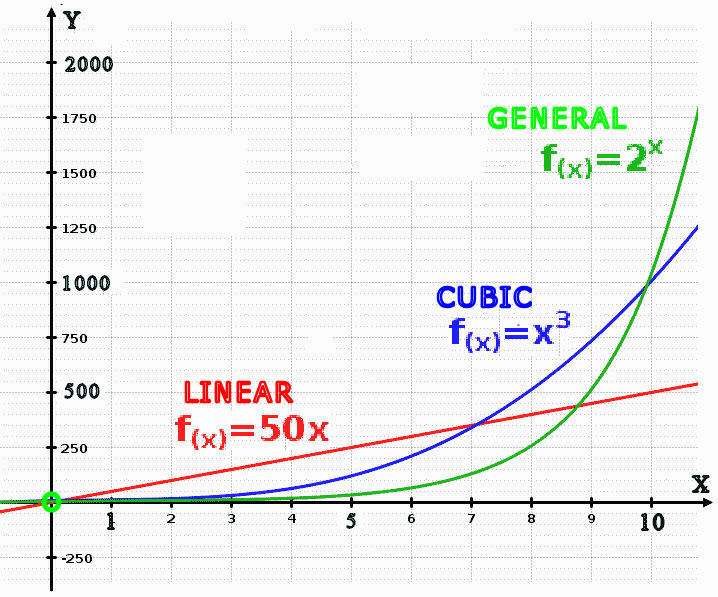 Y
2000
1750
GENERAL
f(x)=2^x
1500
1250
1000
CUBIC
f(x)=x^3
750
500
LINEAR
f(x)=50x
250
X
1 2 3 4 5 6 7 8 9 10
-250